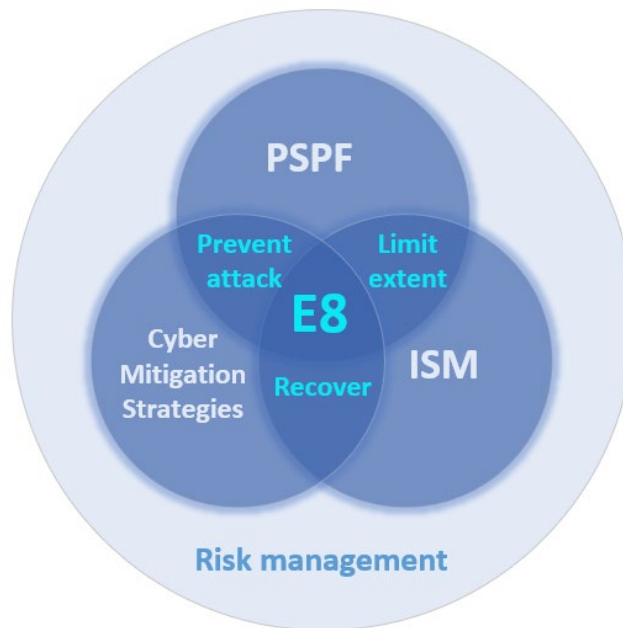 PSPF
Prevent
attack
Limit
extent
E8
Cyber
Mitigation
Strategies
Recover
ISM
Risk management